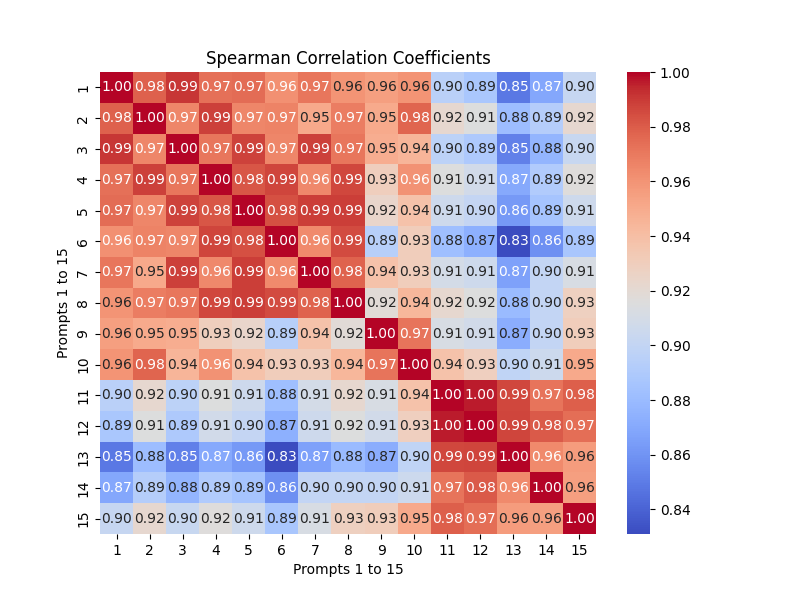 Spearman Correlation Coefficients
1 1.00 0.98 0.99 0.97 0.97 0.96 0.97 0.96 0.96 0.96 0.90 0.89 0.85 0.87 0.90
2 0.98 1.00 0.97 0.99 0.97 0.97 0.95 0.97 0.95 0.98 0.92 0.91 0.88 0.89 0.92
3 0.99 0.97 1.00 0.97 0.99 0.97 0.99 0.97 0.95 0.94 0.90 0.89 0.85 0.88 0.90
4 0.97 0.99 0.97 1.00 0.98 0.99 0.96 0.99 0.93 0.96 0.91 0.91 0.87 0.89 0.92
5 0.97 0.97 0.99 0.98 1.00 0.98 0.99 0.99 0.92 0.94 0.91 0.90 0.86 0.89 0.91
6 0.96 0.97 0.97 0.99 0.98 1.00 0.96 0.99 0.89 0.93 0.88 0.87 0.83 0.86 0.89
7 0.97 0.95 0.99 0.96 0.99 0.96 1.00 0.98 0.94 0.93 0.91 0.91 0.87 0.90 0.91
8 0.96 0.97 0.97 0.99 0.99 0.99 0.98 1.00 0.92 0.94 0.92 0.92 0.88 0.90 0.93
9 0.96 0.95 0.95 0.93 0.92 0.89 0.94 0.92 1.00 0.97 0.91 0.91 0.87 0.90 0.93
10 0.96 0.98 0.94 0.96 0.94 0.93 0.93 0.94 0.97 1.00 0.94 0.93 0.90 0.91 0.95
11 0.90 0.92 0.90 0.91 0.91 0.88 0.91 0.92 0.91 0.94 1.00 1.00 0.99 0.97 0.98
12 0.89 0.91 0.89 0.91 0.90 0.87 0.91 0.92 0.91 0.93 1.00 1.00 0.99 0.98 0.97
13 0.85 0.88 0.85 0.87 0.86 0.83 0.87 0.88 0.87 0.90 0.99 0.99 1.00 0.96 0.96
14 0.87 0.89 0.88 0.89 0.89 0.86 0.90 0.90 0.90 0.91 0.97 0.98 0.96 1.00 0.96
15 0.90 0.92 0.90 0.92 0.91 0.89 0.91 0.93 0.93 0.95 0.98 0.97 0.96 0.96 1.00
1 2 3 4 5 6 7 8 9 10 11 12 13 14 15
Prompts 1 to 15
Prompts 1 to 15
1.00
0.98
0.96
0.94
0.92
0.90
0.88
0.86
0.84